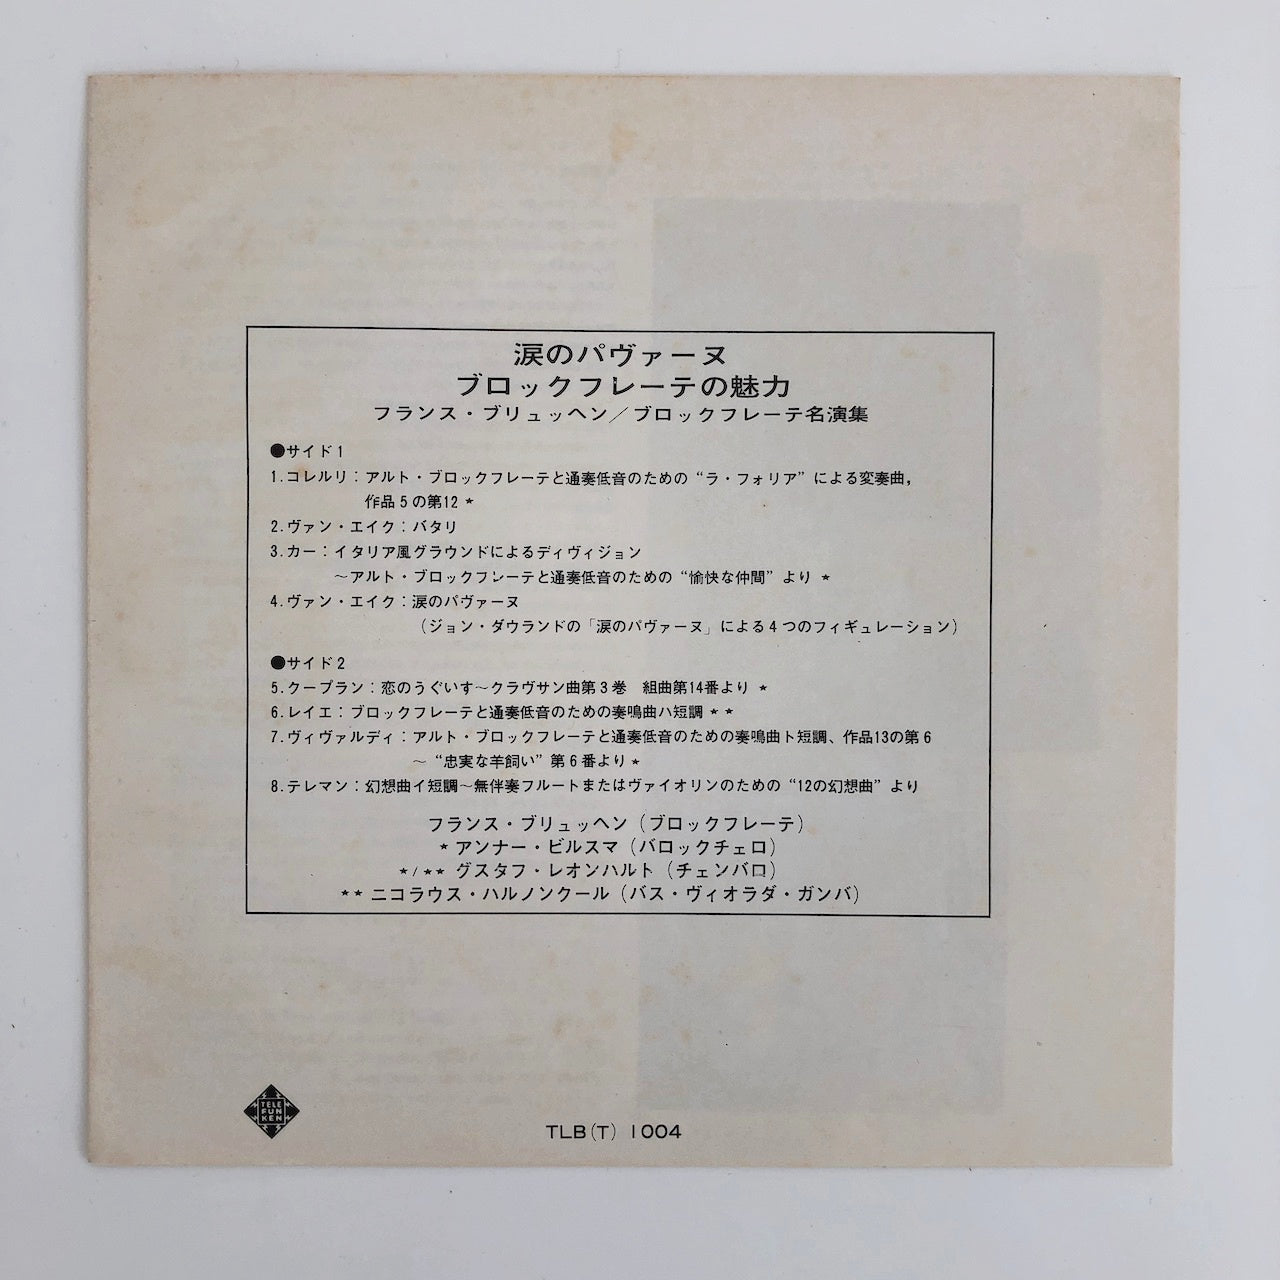 涙のパヴァーヌ
ブロックフレーテの魅力
フランス・ブリュッヘン/ブロックフレーテ名演集
●サイド1
1.コレルリ:アルト・ブロックフレーテと通奏低音のための“ラ・フォリア”による変奏曲,
作品5の第12 ★
2.ヴァン・エイク:バタリ
3.カー:イタリア風グラウンドによるディヴィジョン
~アルト・ブロックフレーテと通奏低音のための“愉快な仲間”より ★
4.ヴァン・エイク:涙のパヴァーヌ
(ジョン・ダウランドの「涙のパヴァーヌ」による4つのフィギュレーション)
●サイド2
5.クープラン:恋のうぐいす~クラヴサン曲第3巻 組曲第14番より ★
6.レイエ:ブロックフレーテと通奏低音のための奏鳴曲ハ短調 ★★
7.ヴィヴァルディ:アルト・ブロックフレーテと通奏低音のための奏鳴曲ト短調、作品13の第6
~“忠実な羊飼い”第6番より★
8.テレマン:幻想曲イ短調~無伴奏フルートまたはヴァイオリンのための“12の幻想曲”より
フランス・ブリュッヘン(ブロックフレーテ)
★アンナー・ビルスマ(バロックチェロ)
★/★★ グスタフ・レオンハルト(チェンバロ)
★★ ニコラウス・ハルノンクール(バス・ヴィオラダ・ガンバ)
TELE
FUN
KEN
TLB(T) 1004